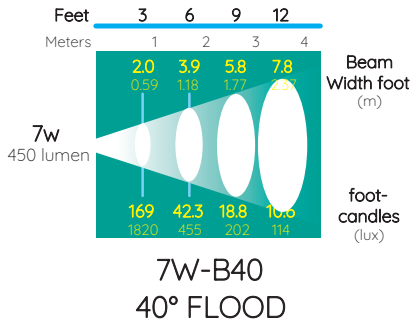 Feet 3 6 9 12
Meters 1 2 3 4
2.0 3.9 5.8 7.8
0.59 1.18 1.77 2.37
Beam
Width foot
(m)
7w
450 lumen
169 42.3 18.8 10.6
1820 455 202 114
foot-
candles
(lux)
7W-B40
40° FLOOD